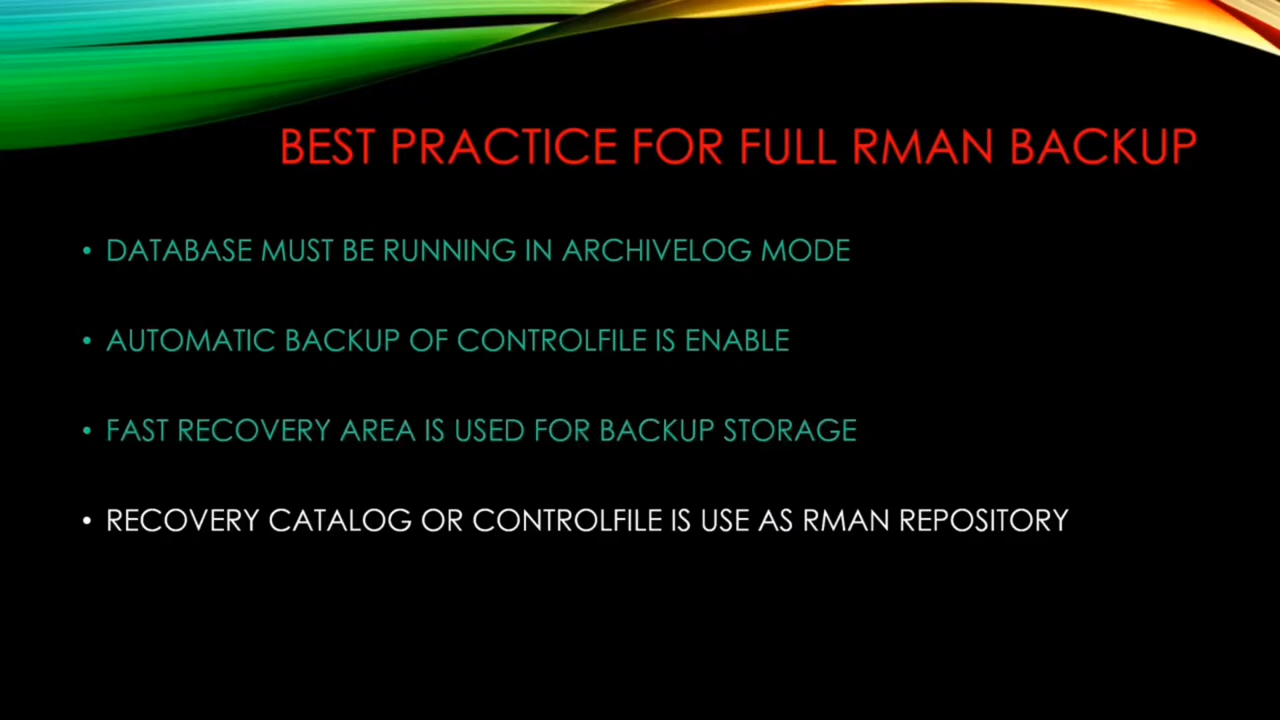 BEST PRACTICE FOR FULL RMAN BACKUP
• DATABASE MUST BE RUNNING IN ARCHIVELOG MODE
• AUTOMATIC BACKUP OF CONTROLFILE IS ENABLE
• FAST RECOVERY AREA IS USED FOR BACKUP STORAGE
• RECOVERY CATALOG OR CONTROLFILE IS USE AS RMAN REPOSITORY